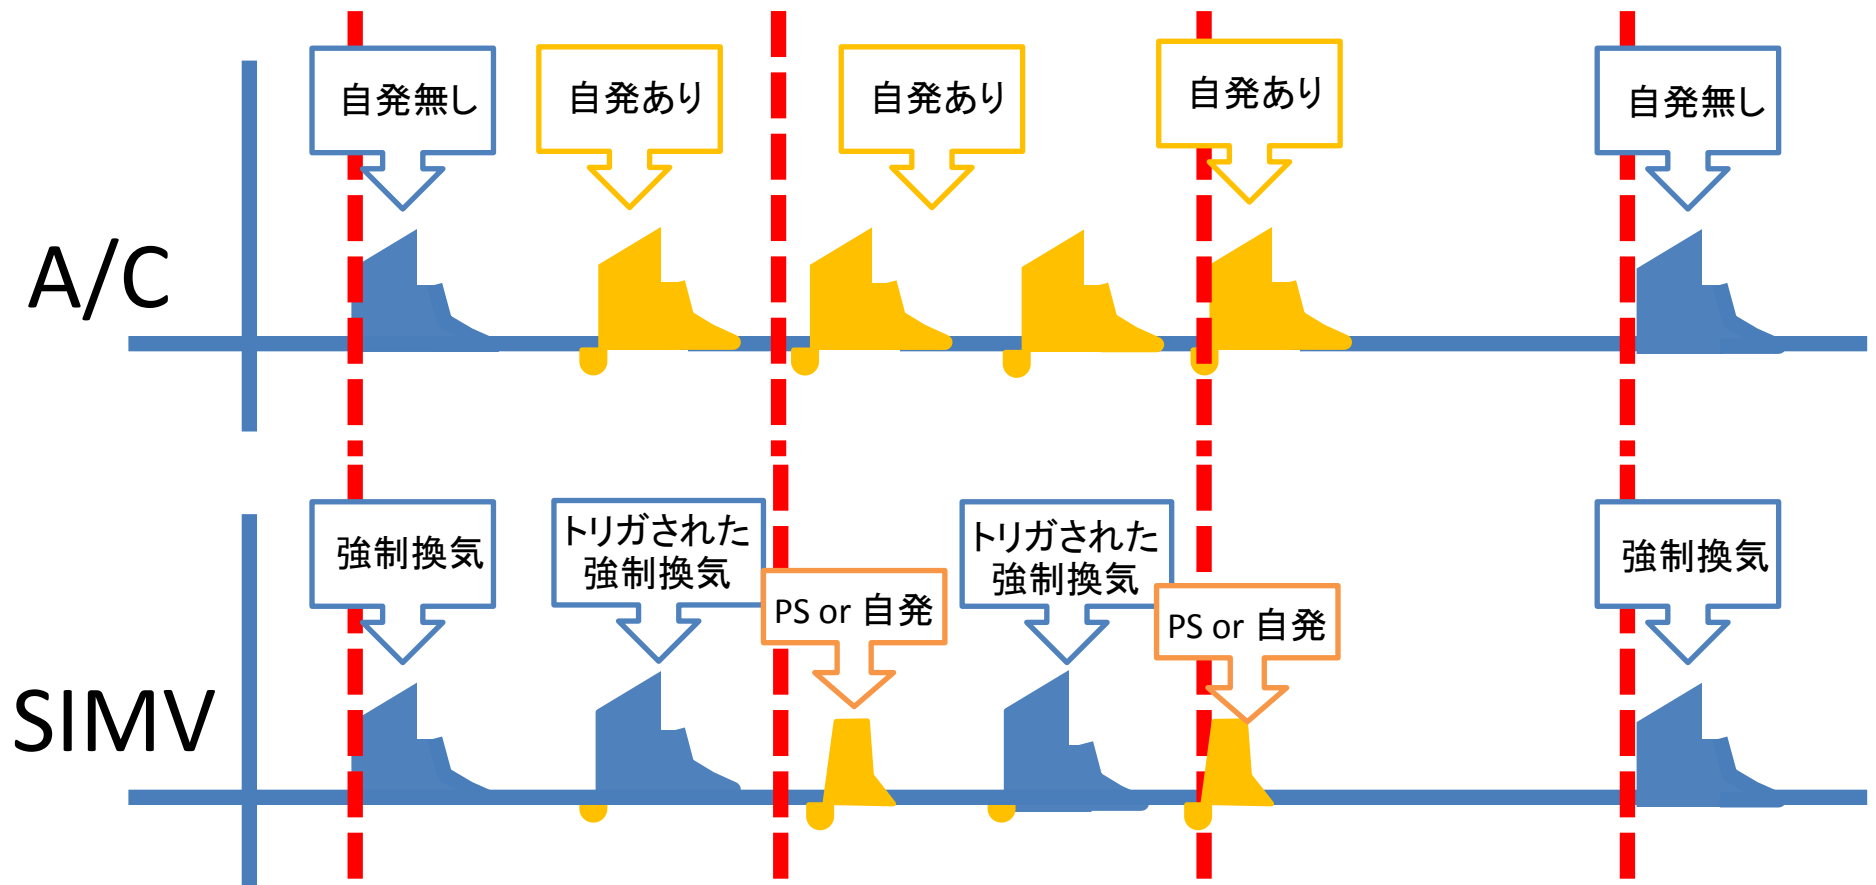 自発無し
自発あり
自発あり
自発あり
自発無し
A/C
強制換気
トリガされた
強制換気
PS or 自発
トリガされた
強制換気
PS or 自発
強制換気
SIMV